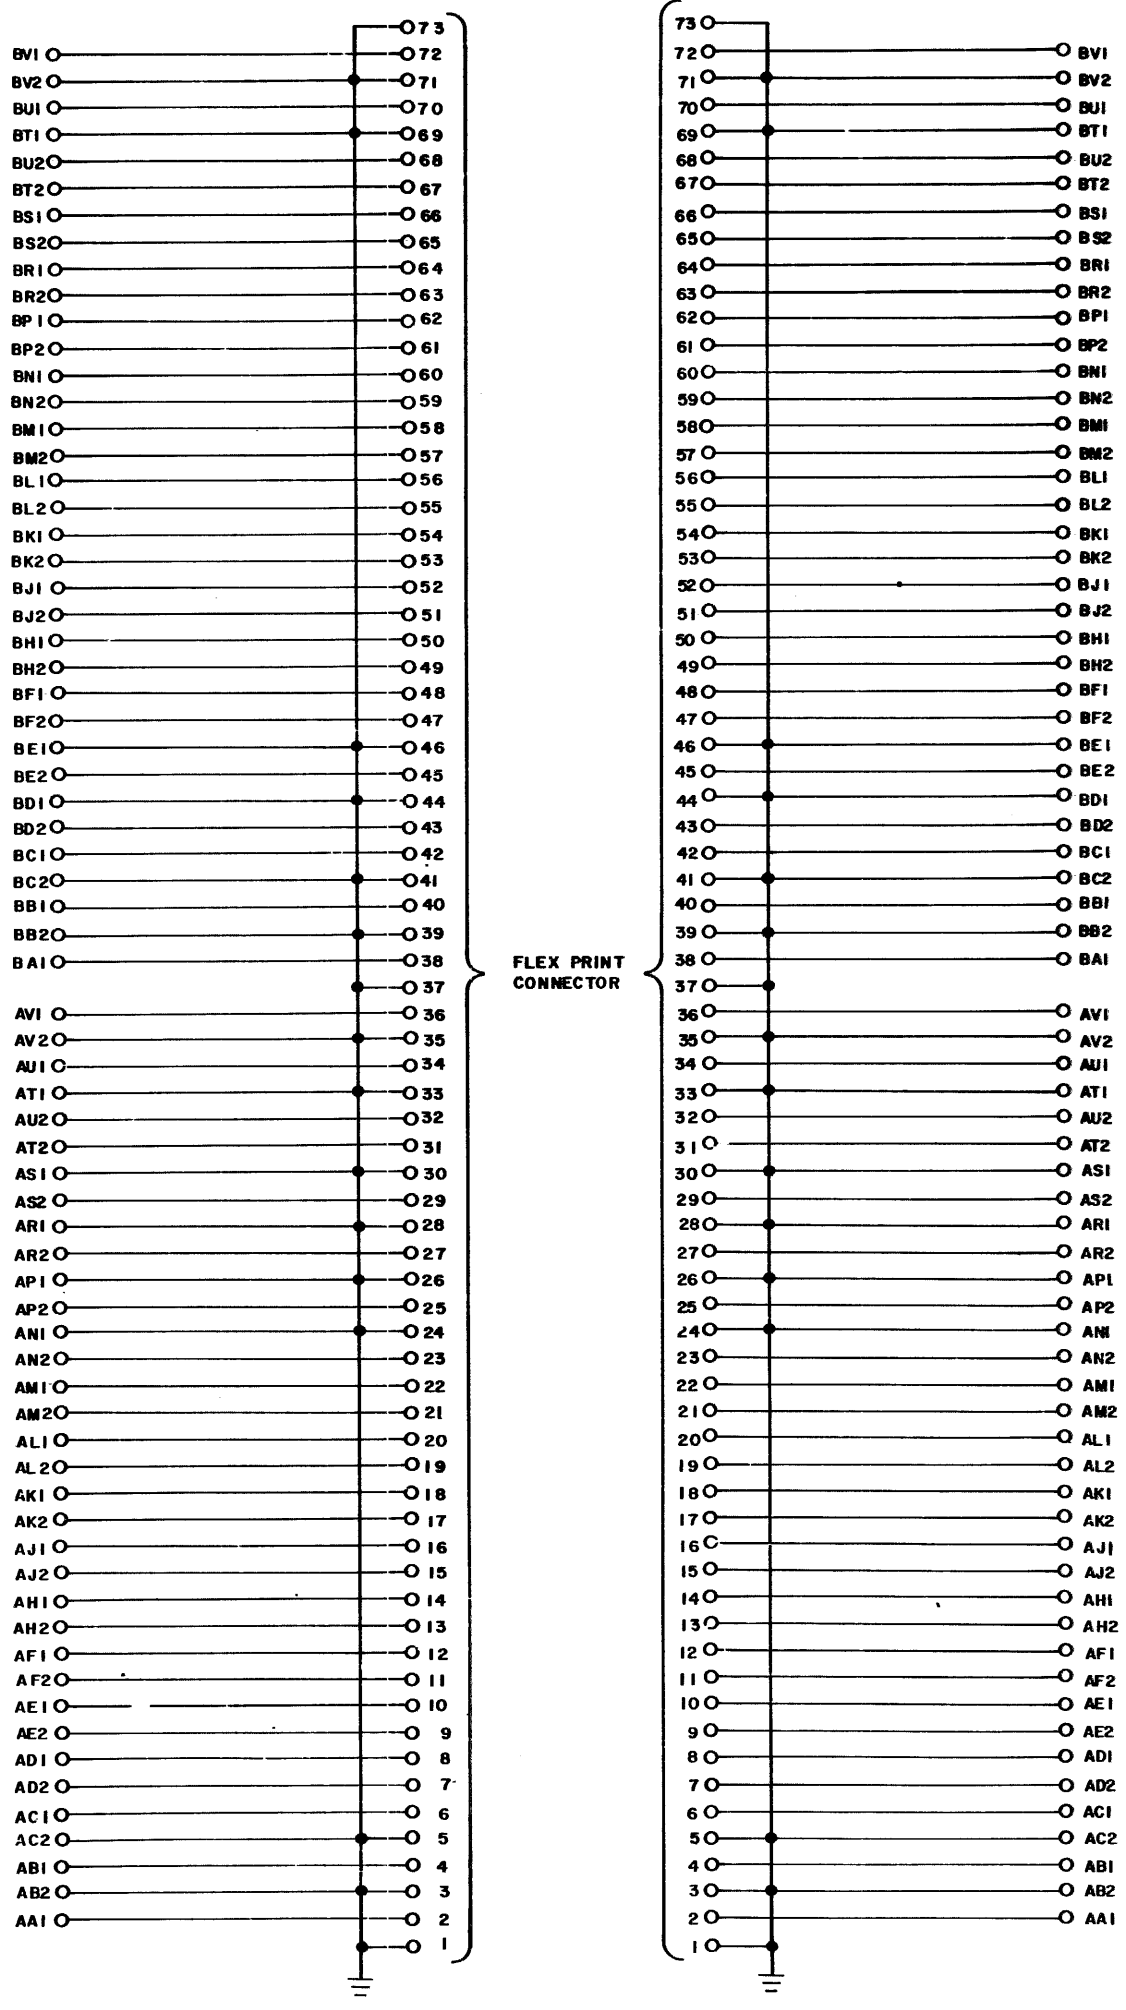 73 73
BV1 72 72 BV1
BV2 71 71 BV2
BU1 70 70 BU1
BT1 69 69 BT1
BU2 68 68 BU2
BT2 67 67 BT2
BS1 66 66 BS1
BS2 65 65 BS2
BR1 64 64 BR1
BR2 63 63 BR2
BP1 62 62 BP1
BP2 61 61 BP2
BN1 60 60 BN1
BN2 59 59 BN2
BM1 58 58 BM1
BM2 57 57 BM2
BL1 56 56 BL1
BL2 55 55 BL2
BK1 54 54 BK1
BK2 53 53 BK2
BJ1 52 52 BJ1
BJ2 51 51 BJ2
BH1 50 50 BH1
BH2 49 49 BH2
BF1 48 48 BF1
BF2 47 47 BF2
BE1 46 46 BE1
BE2 45 45 BE2
BD1 44 44 BD1
BD2 43 43 BD2
BC1 42 42 BC1
BC2 41 41 BC2
BB1 40 40 BB1
BB2 39 39 BB2
BA1 38 38 BA1
FLEX PRINT
CONNECTOR
37 37
AV1 36 36 AV1
AV2 35 35 AV2
AU1 34 34 AU1
AT1 33 33 AT1
AU2 32 32 AU2
AT2 31 31 AT2
AS1 30 30 AS1
AS2 29 29 AS2
AR1 28 28 AR1
AR2 27 27 AR2
AP1 26 26 AP1
AP2 25 25 AP2
AN1 24 24 AN1
AN2 23 23 AN2
AM1 22 22 AM1
AM2 21 21 AM2
AL1 20 20 AL1
AL2 19 19 AL2
AK1 18 18 AK1
AK2 17 17 AK2
AJ1 16 16 AJ1
AJ2 15 15 AJ2
AH1 14 14 AH1
AH2 13 13 AH2
AF1 12 12 AF1
AF2 11 11 AF2
AE1 10 10 AE1
AE2 9 9 AE2
AD1 8 8 AD1
AD2 7 7 AD2
AC1 6 6 AC1
AC2 5 5 AC2
AB1 4 4 AB1
AB2 3 3 AB2
AA1 2 2 AA1
1 1